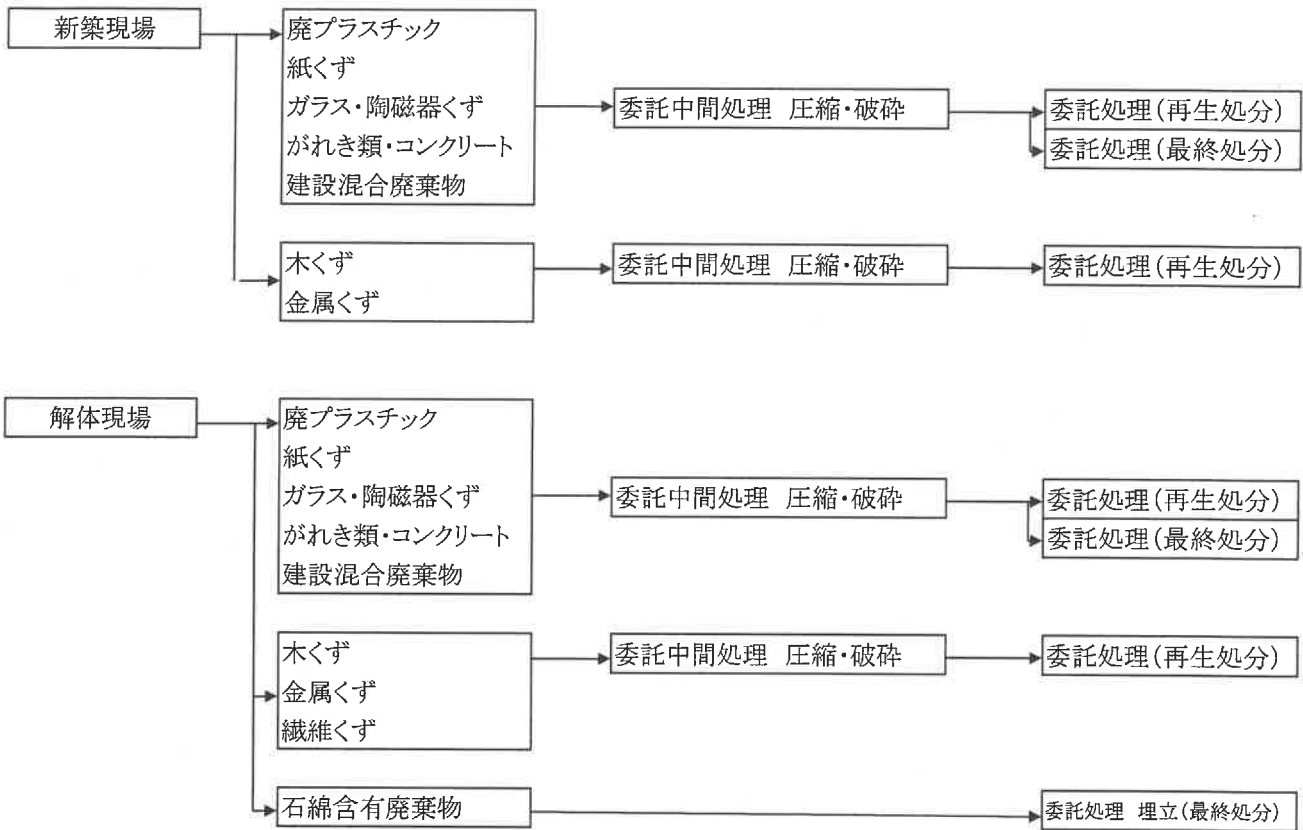 新築現場
廃プラスチック
紙くず
ガラス・陶磁器くず
がれき類・コンクリート
建設混合廃棄物
委託中間処理 圧縮・破砕
委託処理(再生処分)
委託処理(最終処分)
木くず
金属くず
委託中間処理 圧縮・破砕
委託処理(再生処分)
解体現場
廃プラスチック
紙くず
ガラス・陶磁器くず
がれき類・コンクリート
建設混合廃棄物
委託中間処理 圧縮・破砕
委託処理(再生処分)
委託処理(最終処分)
木くず
金属くず
繊維くず
委託中間処理 圧縮・破砕
委託処理(再生処分)
石綿含有廃棄物
委託処理 埋立(最終処分)